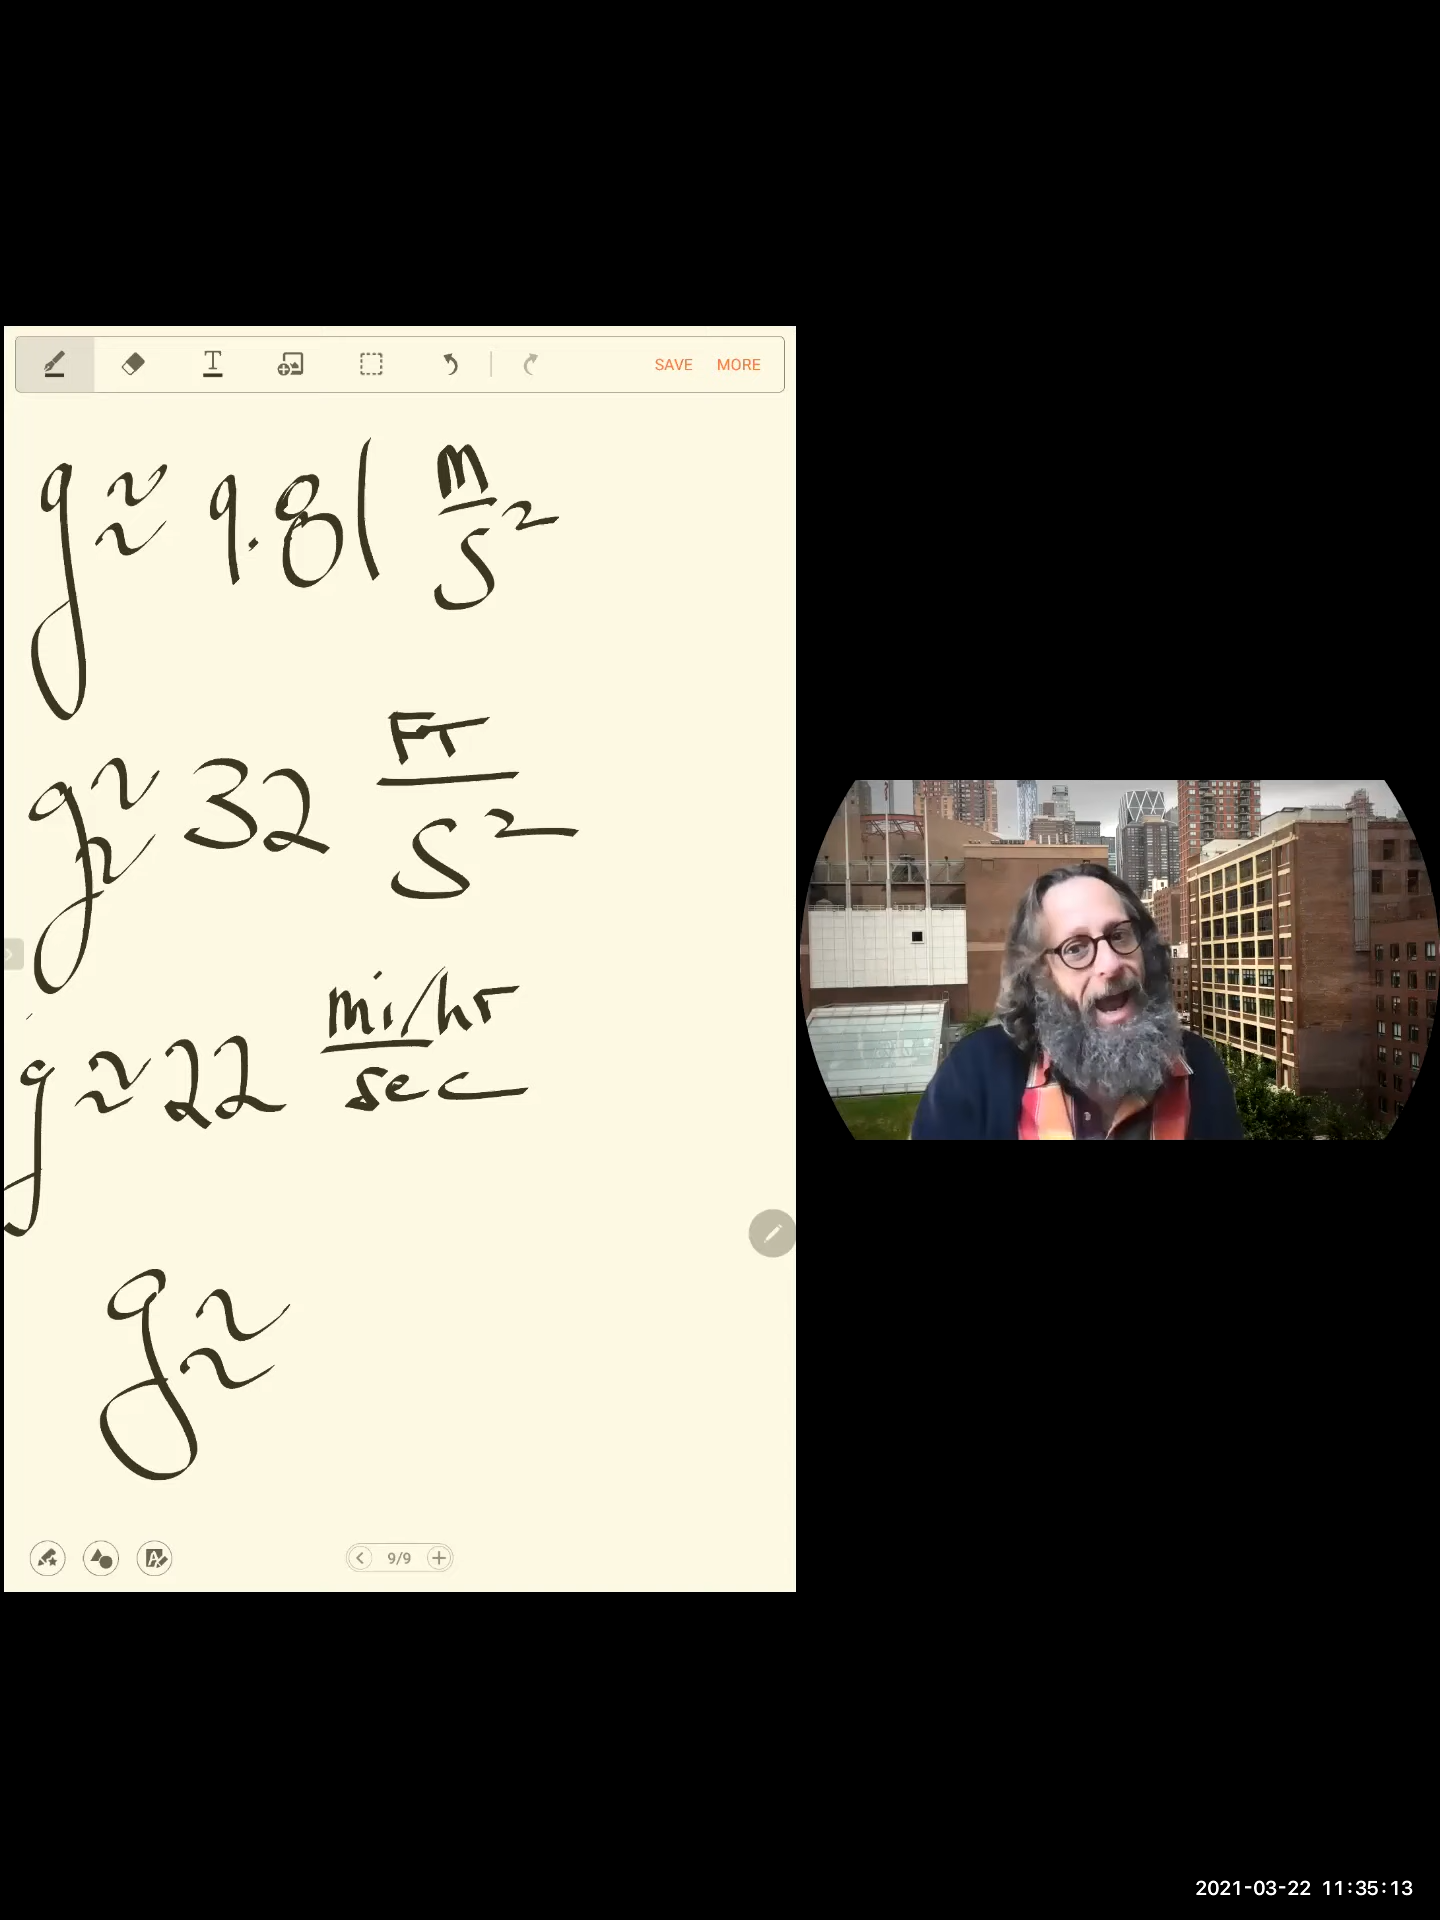 T
SAVE MORE
g ≈ 9.81 m/s²
g ≈ 32 FT/s²
g ≈ 22 mi/hr/sec
g ≈
A
9/9
2021-03-22 11:35:13